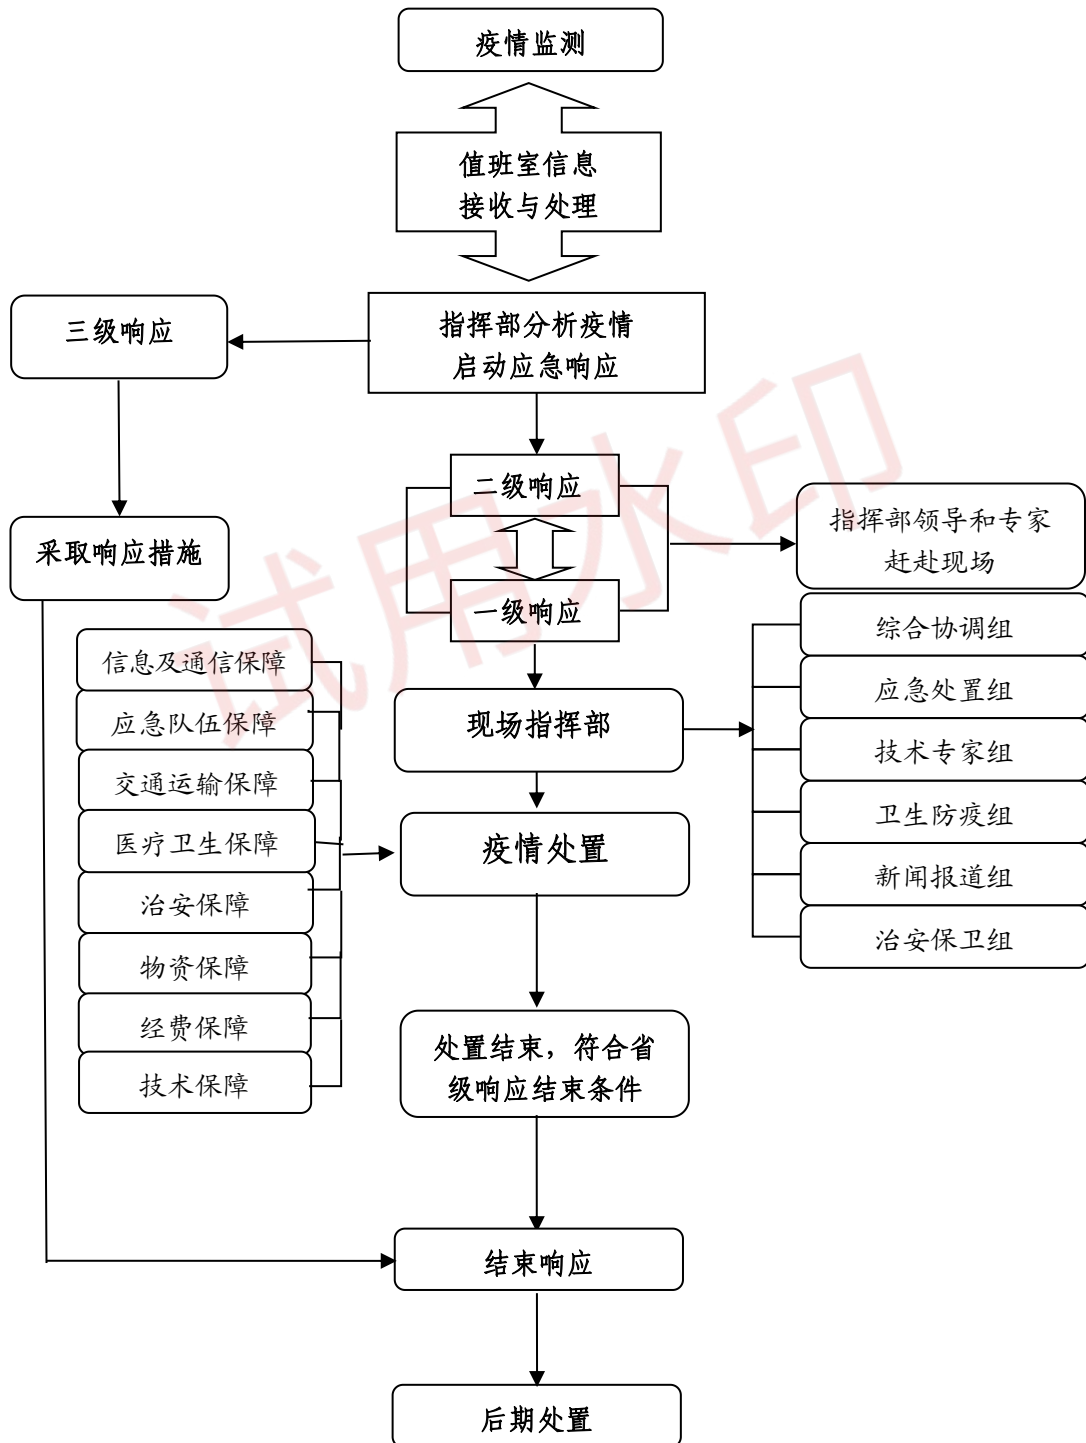 疫情监测
值班室信息
接收与处理
指挥部分析疫情
启动应急响应
三级响应
二级响应
指挥部领导和专家
赶赴现场
采取响应措施
一级响应
综合协调组
应急处置组
技术专家组
卫生防疫组
新闻报道组
治安保卫组
信息及通信保障
应急队伍保障
交通运输保障
医疗卫生保障
治安保障
物资保障
经费保障
技术保障
现场指挥部
疫情处置
处置结束，符合省
级响应结束条件
结束响应
后期处置
试用水印